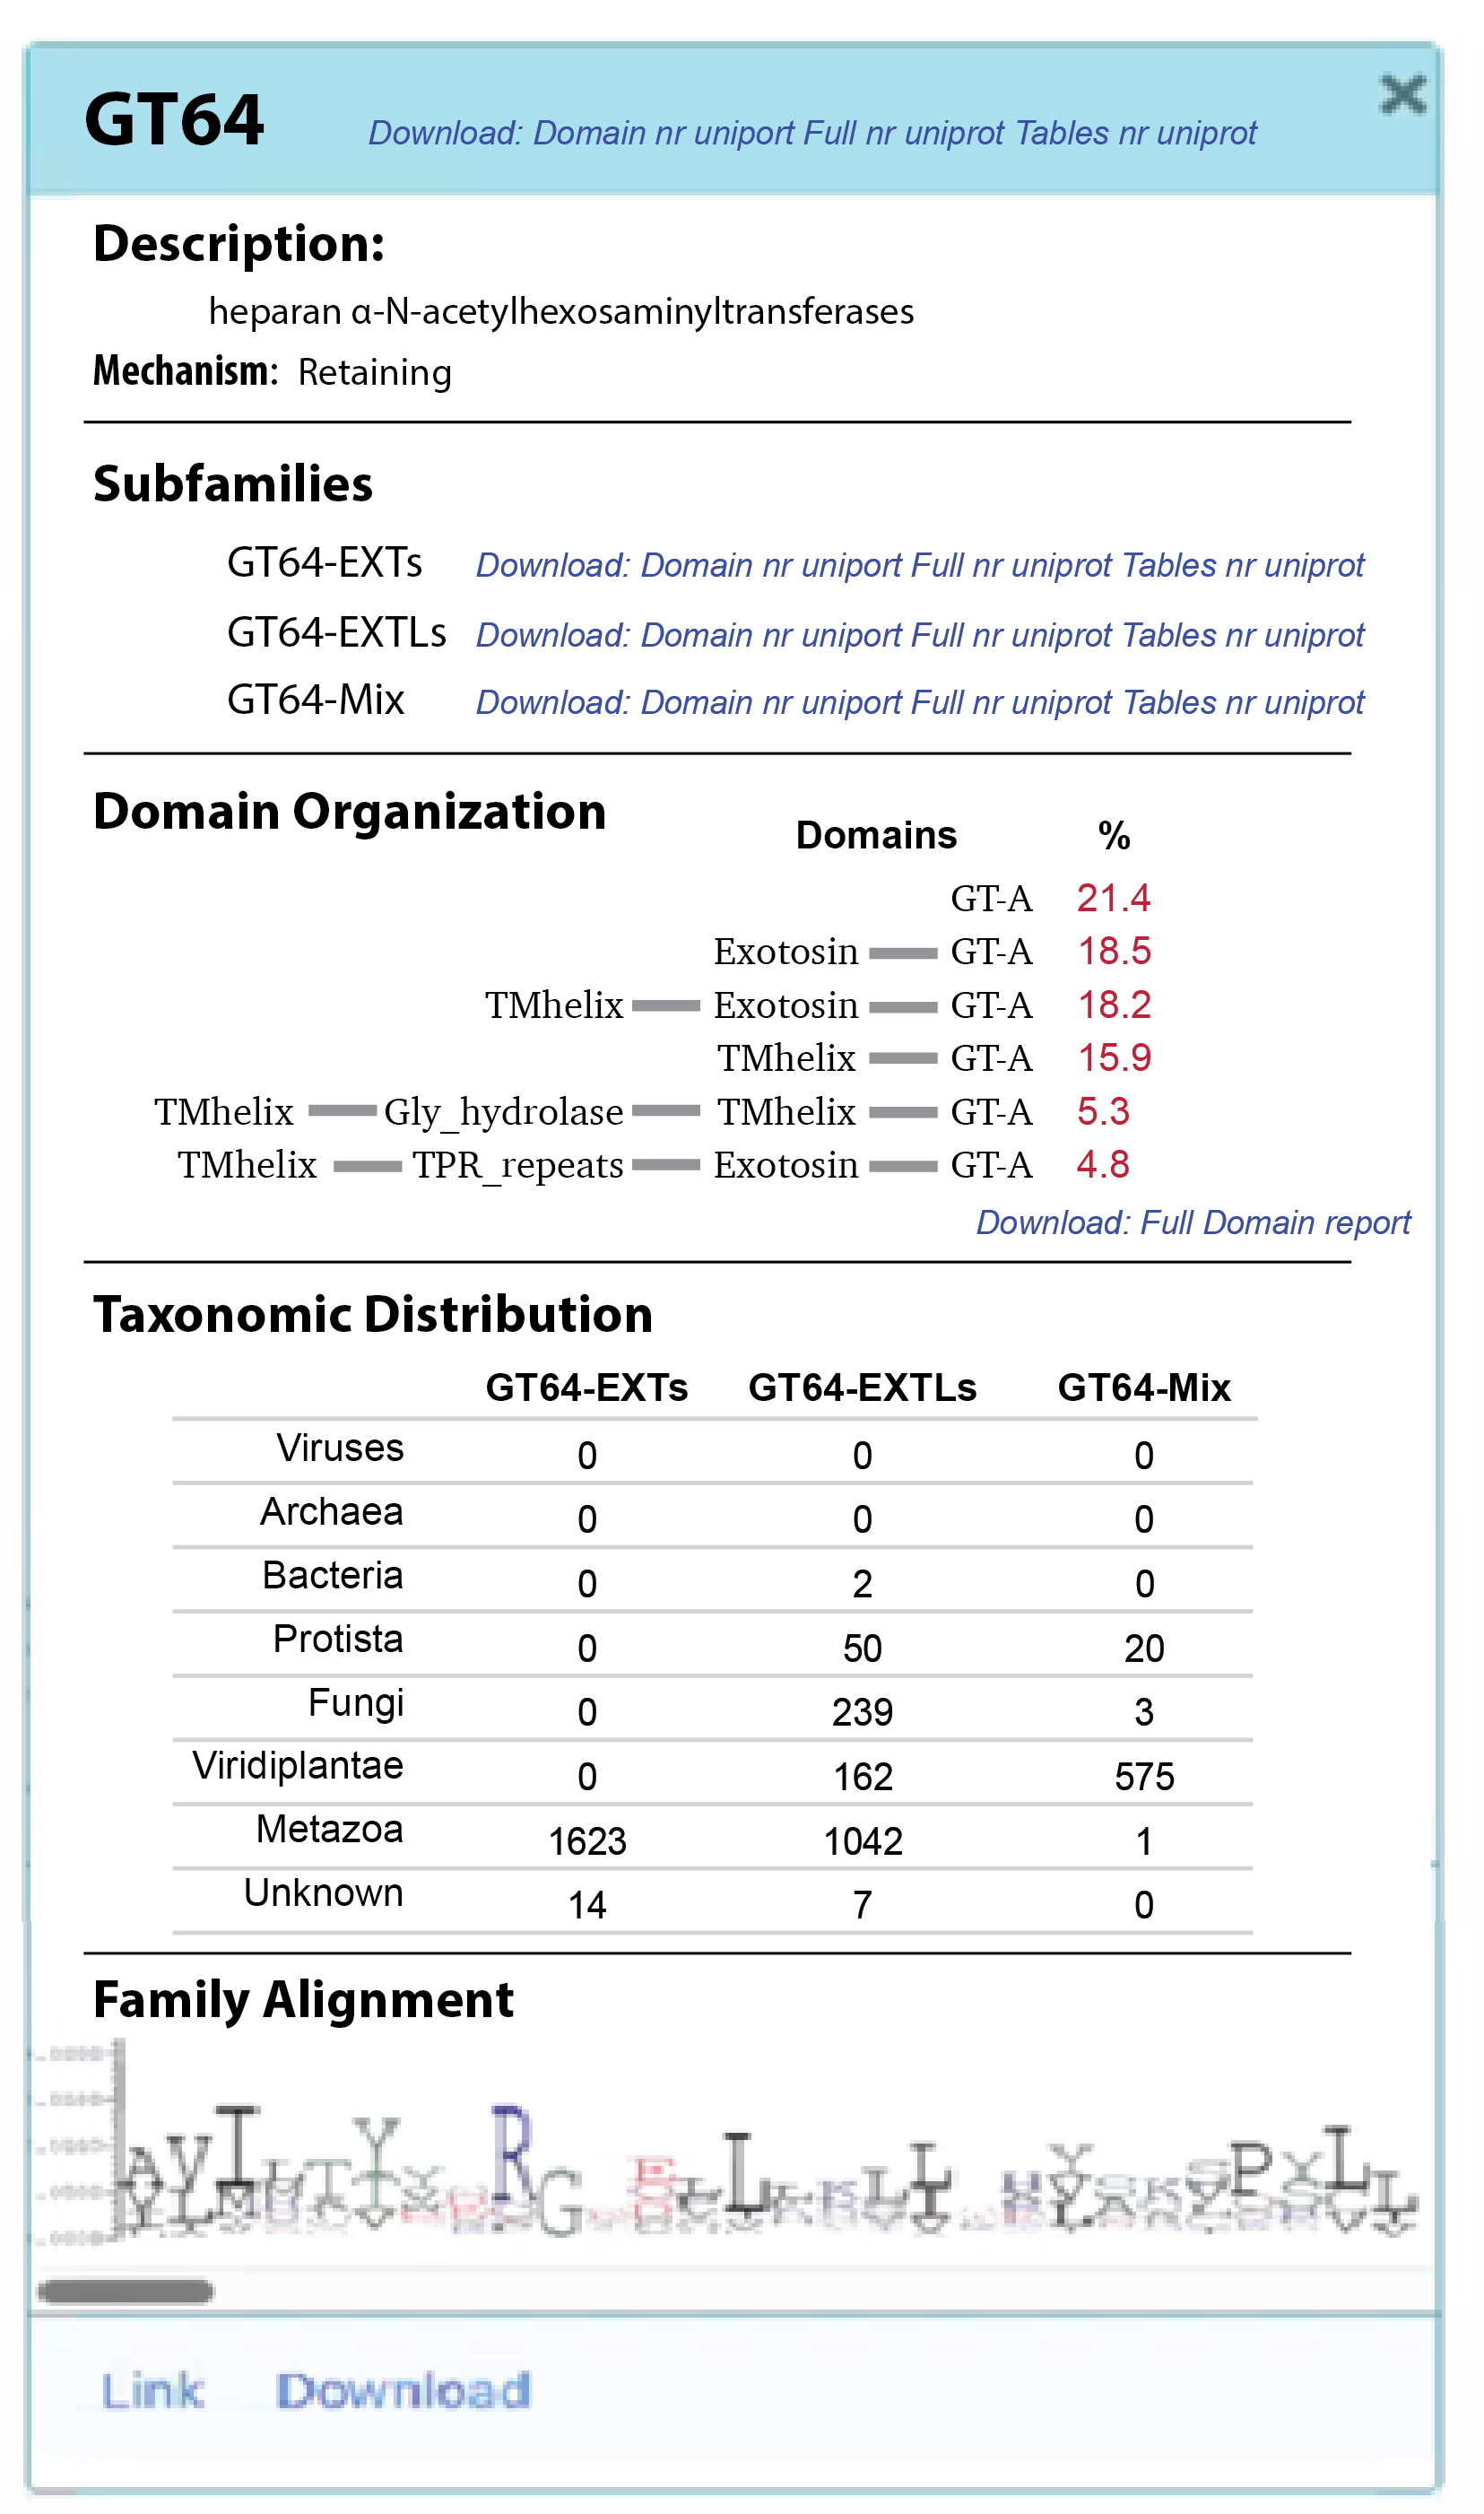 GT64 Download: Domain nr uniport Full nr uniprot Tables nr uniprot
Description:
heparan α-N-acetylhexosaminyltransferases
Mechanism: Retaining
Subfamilies
GT64-EXTs Download: Domain nr uniport Full nr uniprot Tables nr uniprot
GT64-EXTLs Download: Domain nr uniport Full nr uniprot Tables nr uniprot
GT64-Mix Download: Domain nr uniport Full nr uniprot Tables nr uniprot
Domain Organization
Domains %
GT-A 21.4
Exotosin GT-A 18.5
TMhelix Exotosin GT-A 18.2
TMhelix GT-A 15.9
TMhelix Gly_hydrolase TMhelix GT-A 5.3
TMhelix TPR_repeats Exotosin GT-A 4.8
Download: Full Domain report
Taxonomic Distribution
GT64-EXTs GT64-EXTLs GT64-Mix
Viruses 0 0 0
Archaea 0 0 0
Bacteria 0 2 0
Protista 0 50 20
Fungi 0 239 3
Viridiplantae 0 162 575
Metazoa 1623 1042 1
Unknown 14 7 0
Family Alignment
Link Download